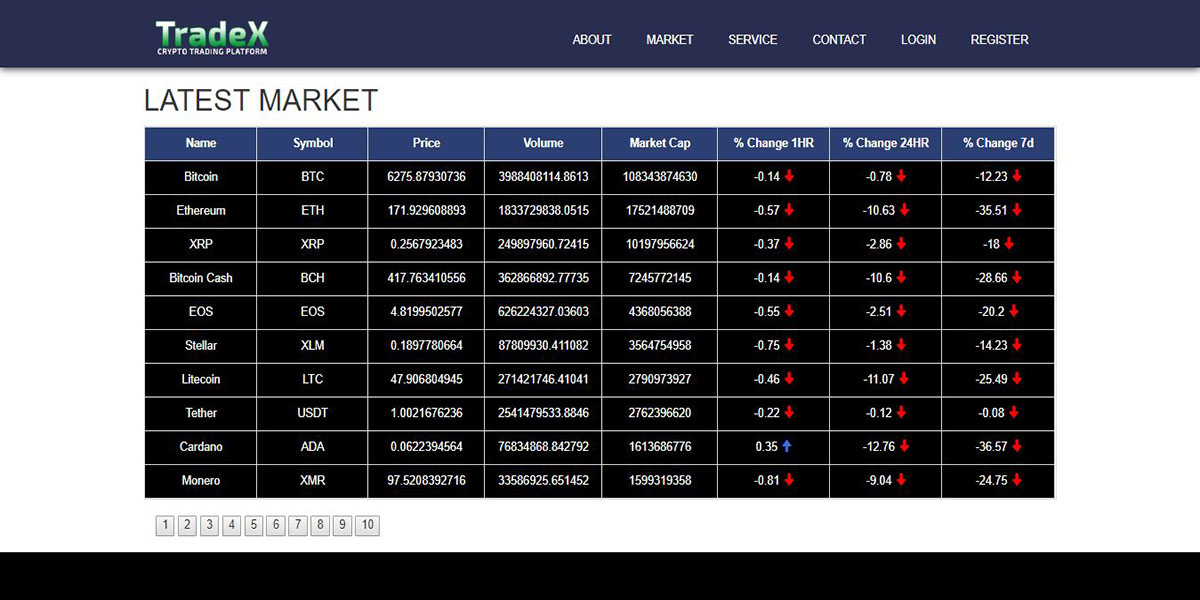 TradeX
CRYPTO TRADING PLATFORM
ABOUT MARKET SERVICE CONTACT LOGIN REGISTER
LATEST MARKET
Name Symbol Price Volume Market Cap % Change 1HR % Change 24HR % Change 7d
Bitcoin BTC 6275.87930736 3988408114.8613 108343874630 -0.14 -0.78 -12.23
Ethereum ETH 171.929608893 1833729838.0515 17521488709 -0.57 -10.63 -35.51
XRP XRP 0.2567923483 249897960.72415 10197956624 -0.37 -2.86 -18
Bitcoin Cash BCH 417.763410556 362866892.77735 7245772145 -0.14 -10.6 -28.66
EOS EOS 4.8199502577 626224327.03603 4368056388 -0.55 -2.51 -20.2
Stellar XLM 0.1897780664 87809930.411082 3564754958 -0.75 -1.38 -14.23
Litecoin LTC 47.906804945 271421746.41041 2790973927 -0.46 -11.07 -25.49
Tether USDT 1.0021676236 2541479533.8846 2762396620 -0.22 -0.12 -0.08
Cardano ADA 0.0622394564 76834868.842792 1613686776 0.35 -12.76 -36.57
Monero XMR 97.5208392716 33586925.651452 1599319358 -0.81 -9.04 -24.75
1 2 3 4 5 6 7 8 9 10